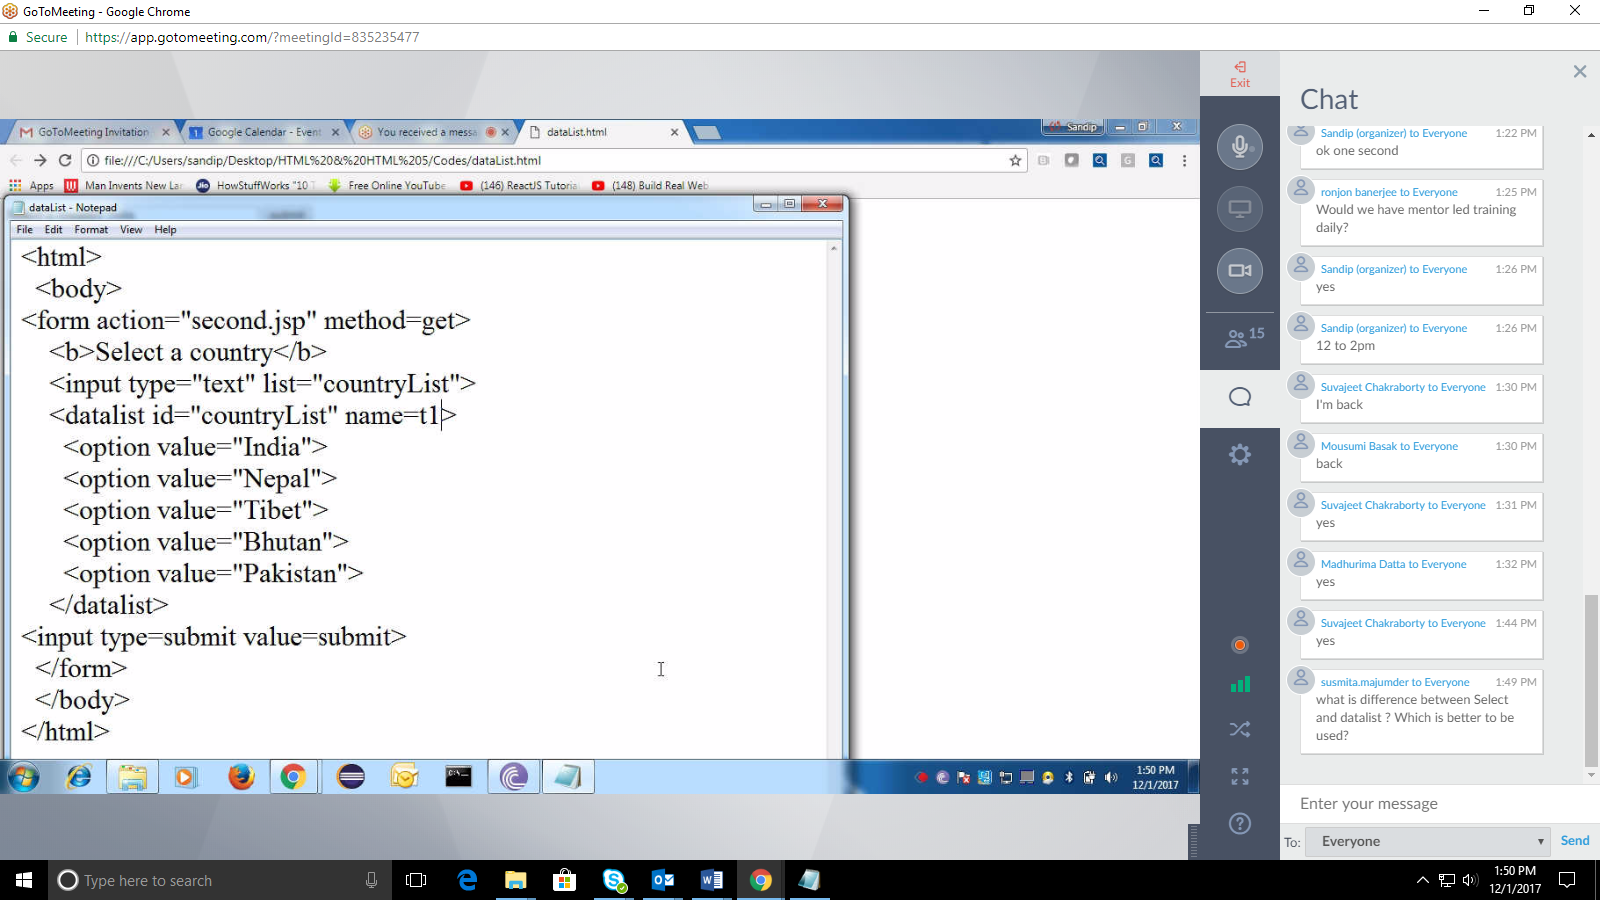 GoToMeeting - Google Chrome
Secure
https://app.gotomeeting.com/?meetingId=835235477
GoToMeeting Invitation
Google Calendar - Event
You received a messa
dataList.html
Sandip
file:///C:/Users/sandip/Desktop/HTML%20&%20HTML%205/Codes/dataList.html
Apps
Man Invents New La
HowStuffWorks "10 T
Free Online YouTube
(146) ReactJS Tutoria
(148) Build Real Web
dataList - Notepad
File Edit Format View Help
<html>
<body>
<form action="second.jsp" method=get>
<b>Select a country</b>
<input type="text" list="countryList">
<datalist id="countryList" name=t1>
<option value="India">
<option value="Nepal">
<option value="Tibet">
<option value="Bhutan">
<option value="Pakistan">
</datalist>
<input type=submit value=submit>
</form>
</body>
</html>
1:50 PM
12/1/2017
Exit
15
Chat
Sandip (organizer) to Everyone 1:22 PM
ok one second
ronjon banerjee to Everyone 1:25 PM
Would we have mentor led training
daily?
Sandip (organizer) to Everyone 1:26 PM
yes
Sandip (organizer) to Everyone 1:26 PM
12 to 2pm
Suvajeet Chakraborty to Everyone 1:30 PM
I'm back
Mousumi Basak to Everyone 1:30 PM
back
Suvajeet Chakraborty to Everyone 1:31 PM
yes
Madhurima Datta to Everyone 1:32 PM
yes
Suvajeet Chakraborty to Everyone 1:44 PM
yes
susmita.majumder to Everyone 1:49 PM
what is difference between Select
and datalist ? Which is better to be
used?
Enter your message
To: Everyone Send
Type here to search
1:50 PM
12/1/2017